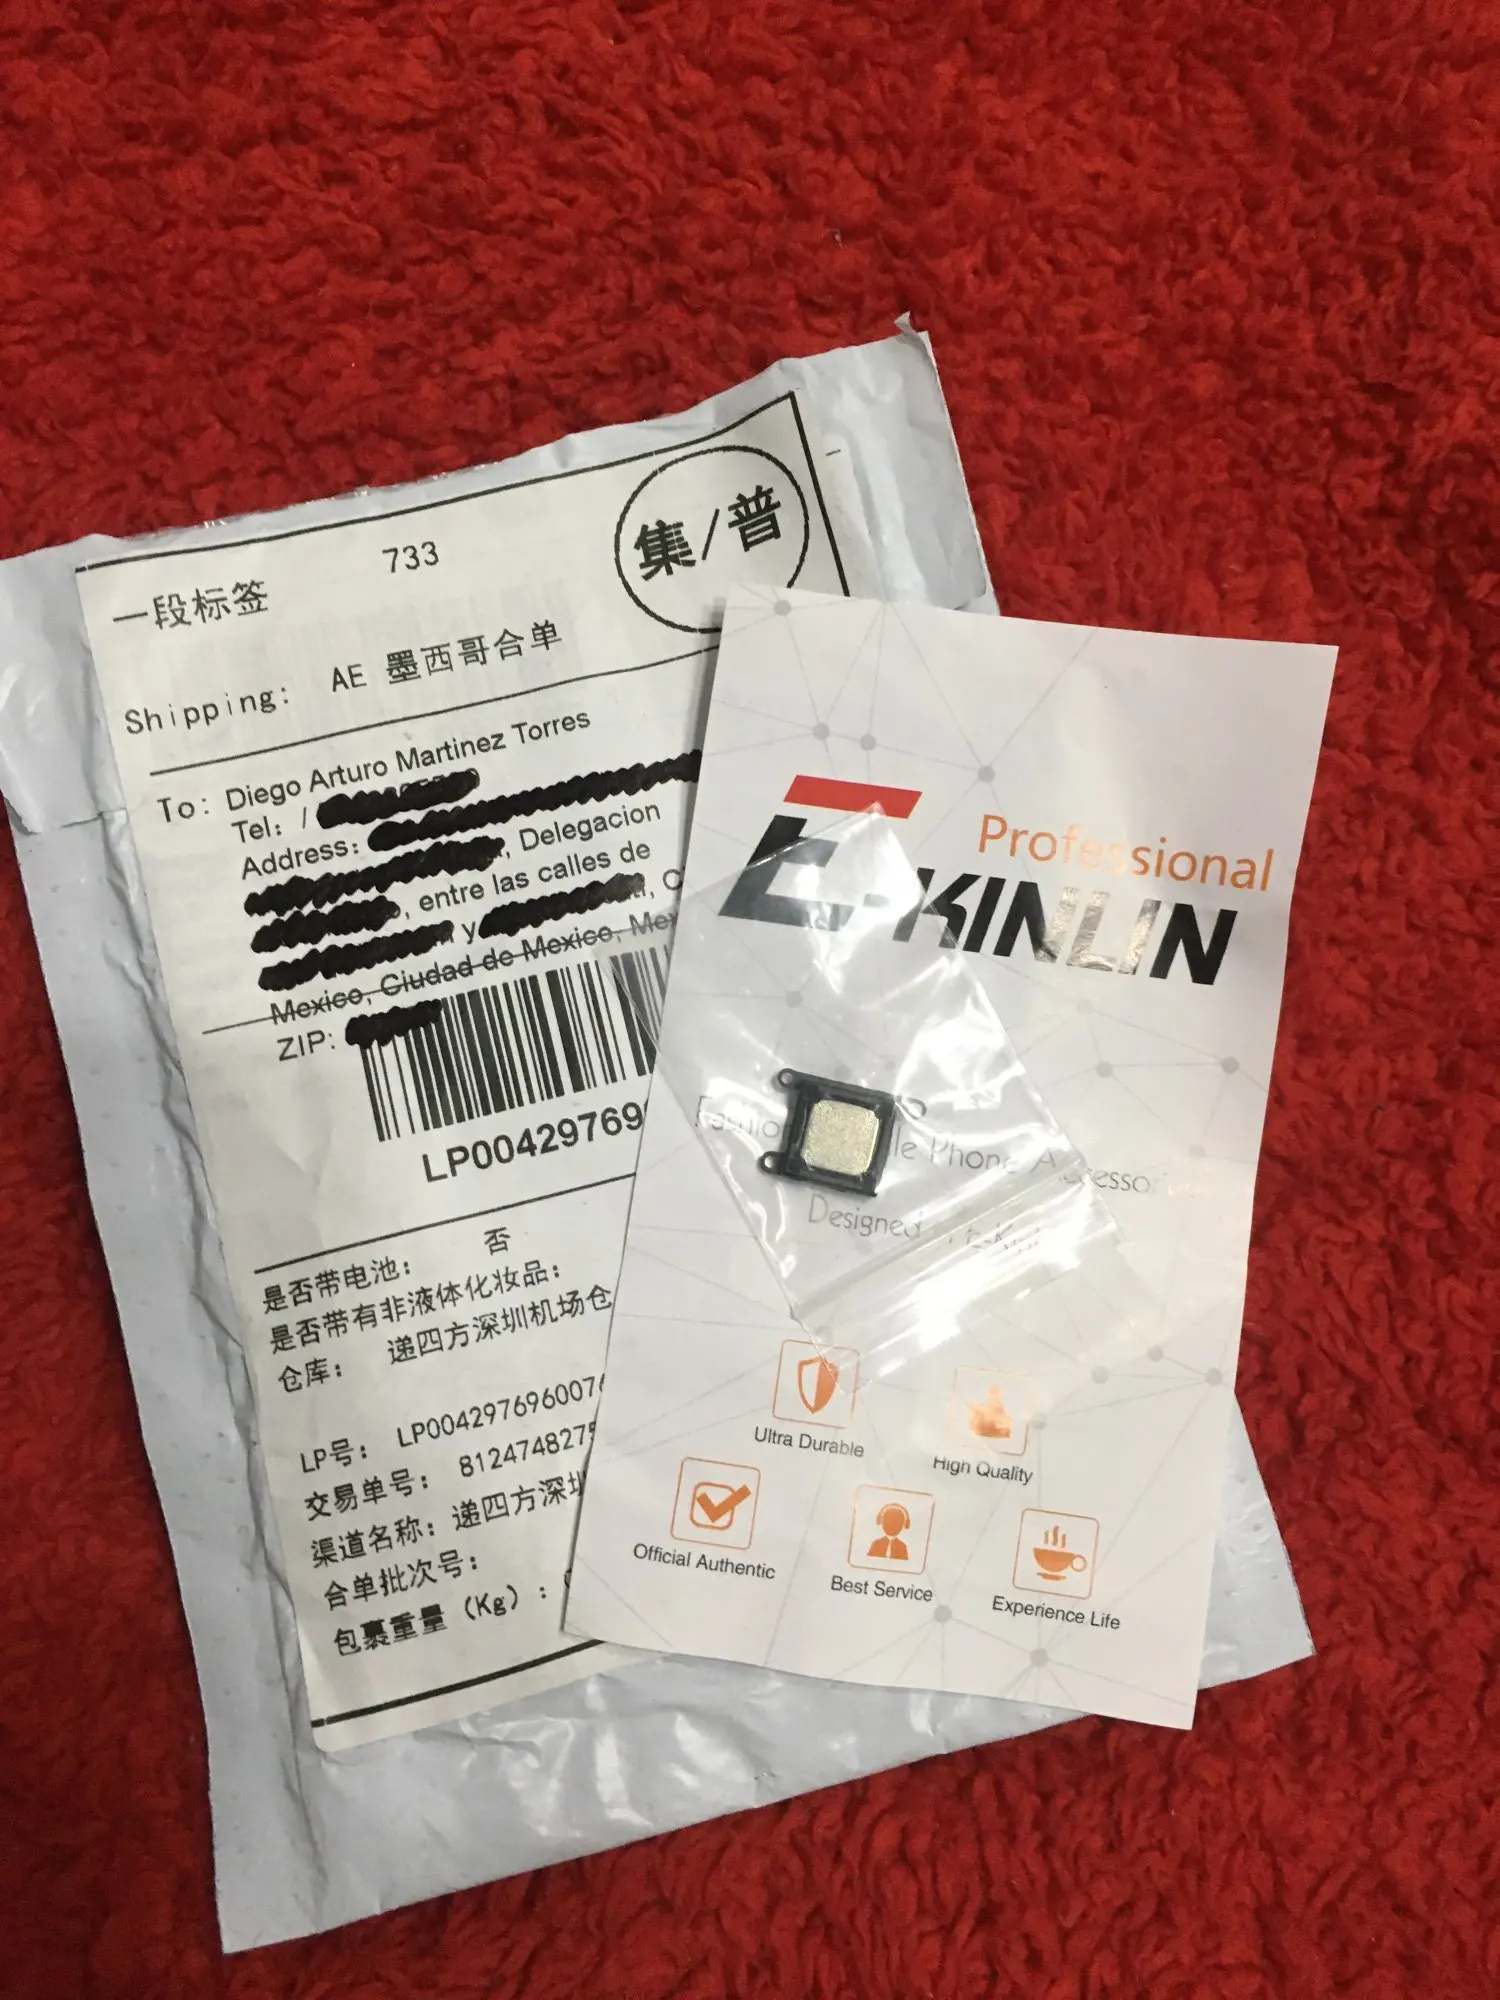 733
集/普
一段标签
Shipping: AE 墨西哥合单
To: Diego Arturo Martinez Torres
Tel: /
Address:
, Delegacion
, entre las calles de
y , C
Mexico, Ciudad de Mexico, Mex
ZIP:
LP00429769
是否带电池: 否
是否带有非液体化妆品:
仓库: 递四方深圳机场仓
LP号: LP0042976960076
交易单号: 812474827
渠道名称: 递四方深圳
合单批次号:
包裹重量 (Kg) :
Professional
E-KINLIN
Phone Accessories
Designed
Ultra Durable
High Quality
Official Authentic
Best Service
Experience Life